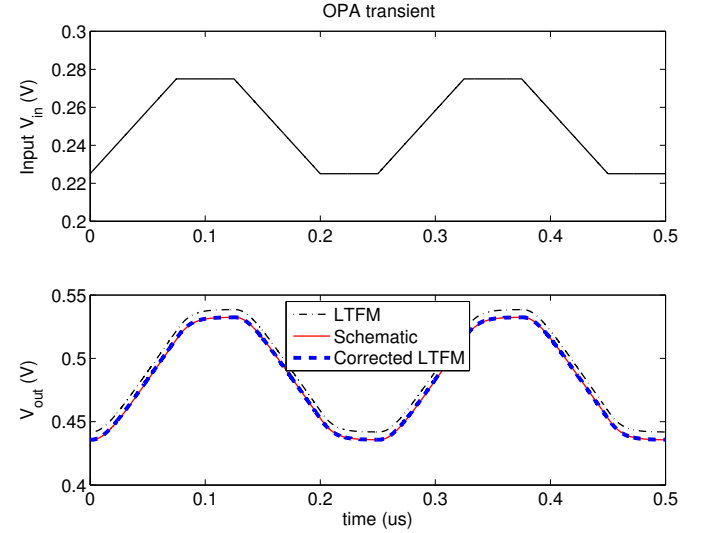 OPA transient
Input V_in (V)
0.3
0.28
0.26
0.24
0.22
0.2
0 0.1 0.2 0.3 0.4 0.5
V_out (V)
0.55
0.5
0.45
0.4
LTFM
Schematic
Corrected LTFM
0 0.1 0.2 0.3 0.4 0.5
time (us)